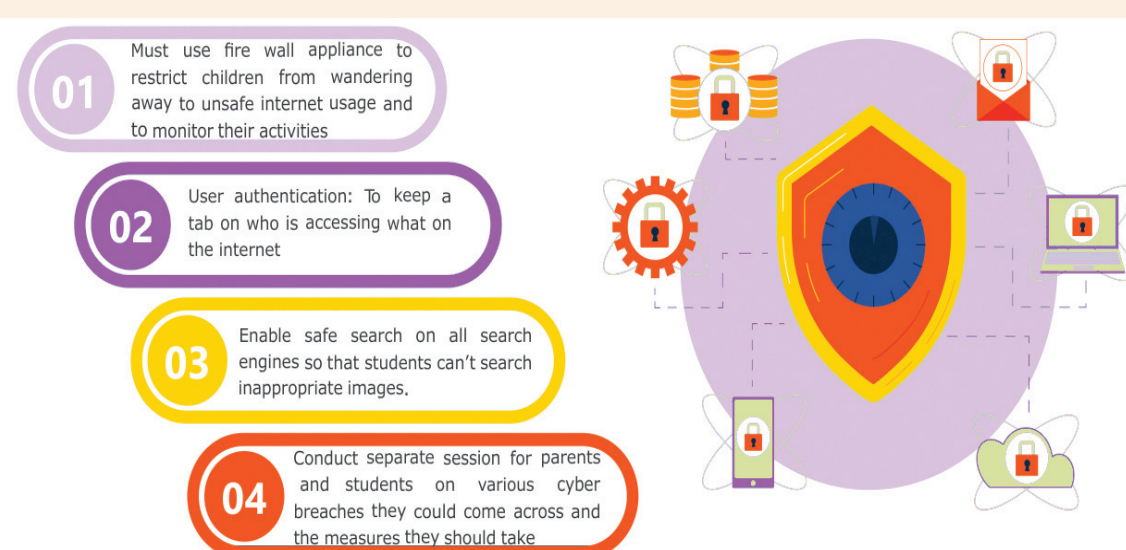 01
Must use fire wall appliance to
restrict children from wandering
away to unsafe internet usage and
to monitor their activities
02
User authentication: To keep a
tab on who is accessing what on
the internet
03
Enable safe search on all search
engines so that students can't search
inappropriate images.
04
Conduct separate session for parents
and students on various cyber
breaches they could come across and
the measures they should take